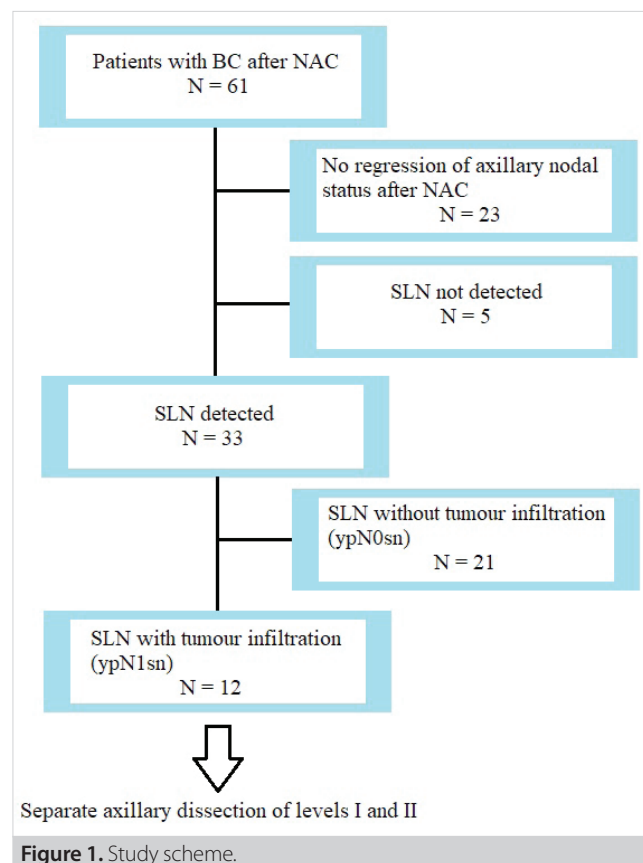 Patients with BC after NAC
N = 61
No regression of axillary nodal
status after NAC
N = 23
SLN not detected
N = 5
SLN detected
N = 33
SLN without tumour infiltration
(ypN0sn)
N = 21
SLN with tumour infiltration
(ypN1sn)
N = 12
Separate axillary dissection of levels I and II
Figure 1. Study scheme.